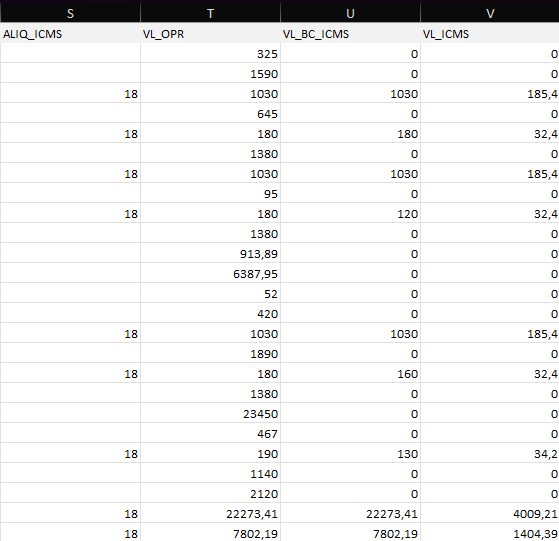 S T U V
ALIQ_ICMS VL_OPR VL_BC_ICMS VL_ICMS
325 0 0
1590 0 0
18 1030 1030 185,4
645 0 0
18 180 180 32,4
1380 0 0
18 1030 1030 185,4
95 0 0
18 180 120 32,4
1380 0 0
913,89 0 0
6387,95 0 0
52 0 0
420 0 0
18 1030 1030 185,4
1890 0 0
18 180 160 32,4
1380 0 0
23450 0 0
467 0 0
18 190 130 34,2
1140 0 0
2120 0 0
18 22273,41 22273,41 4009,21
18 7802,19 7802,19 1404,39